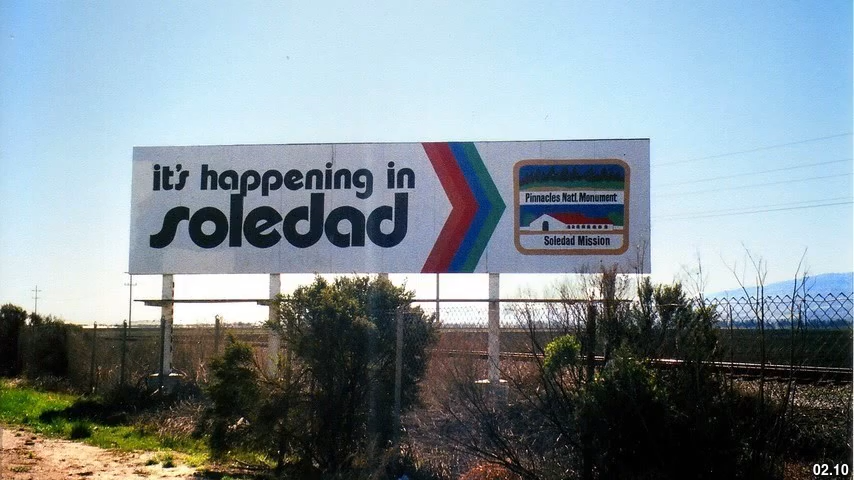 it's happening in
soledad
Pinnacles Natl. Monument
Soledad Mission
02.10